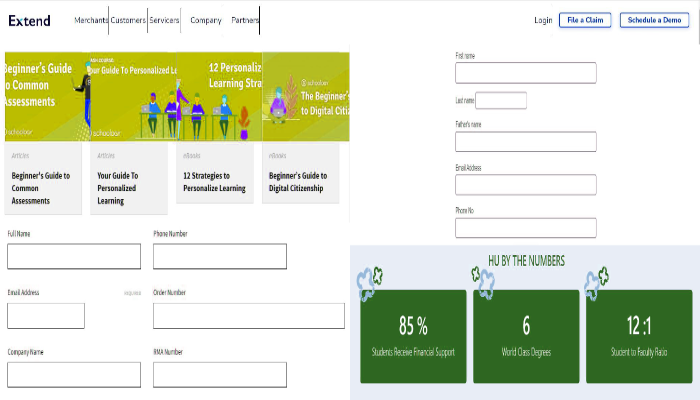 Extend
Merchants Customers Servicers Company Partners
Login File a Claim Schedule a Demo
Beginner's Guide
to Common
Assessments
schoolbox
Your Guide To Personalized Le
schoolbox
12 Personaliz
Learning Stra
The Beginner's
to Digital Citiz
Articles
Beginner's Guide to
Common
Assessments
Articles
Your Guide To
Personalized
Learning
eBooks
12 Strategies to
Personalize Learning
eBooks
Beginner's Guide to
Digital Citizenship
First name
Last name
Father's name
Email Address
Phone No
Full Name
Phone Number
Email Address
REQUIRED
Order Number
Company Name
RMA Number
HU BY THE NUMBERS
85 %
Students Receive Financial Support
6
World Class Degrees
12 :1
Student to Faculty Ratio